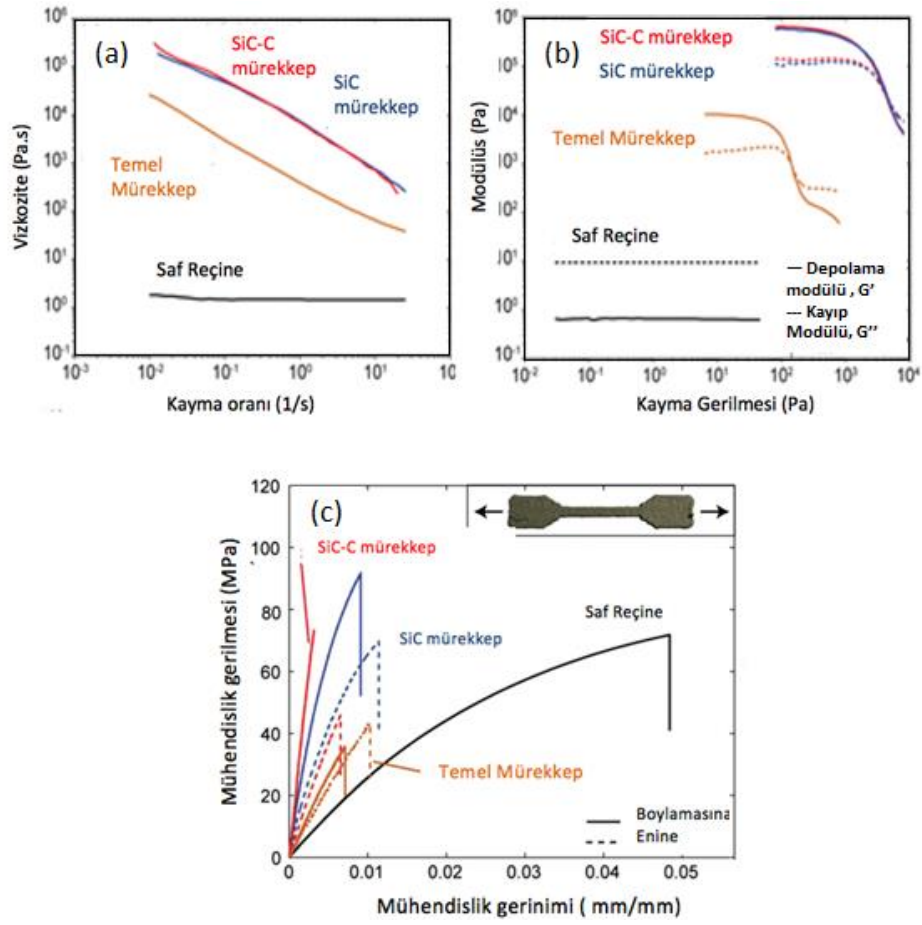 (a)
SiC-C
mürekkep
SiC
mürekkep
Temel
Mürekkep
Saf Reçine
Vizkozite (Pa.s)
10⁶
10⁵
10⁴
10³
10²
10¹
10⁰
10⁻¹
10⁻³ 10⁻² 10⁻¹ 10⁰ 10¹ 10
Kayma oranı (1/s)
(b)
SiC-C mürekkep
SiC mürekkep
Temel Mürekkep
Saf Reçine
— Depolama
modülü , G’
--- Kayıp
Modülü, G’’
Modülüs (Pa)
10⁶
10⁵
10⁴
10³
10²
10¹
10⁰
10⁻¹
10⁻² 10⁻¹ 10⁰ 10¹ 10² 10³ 10⁴
Kayma Gerilmesi (Pa)
(c)
SiC-C mürekkep
SiC mürekkep
Saf Reçine
Temel Mürekkep
Boylamasına
Enine
Mühendislik gerilmesi (MPa)
120
100
80
60
40
20
0
0 0.01 0.02 0.03 0.04 0.05
Mühendislik gerinimi ( mm/mm)